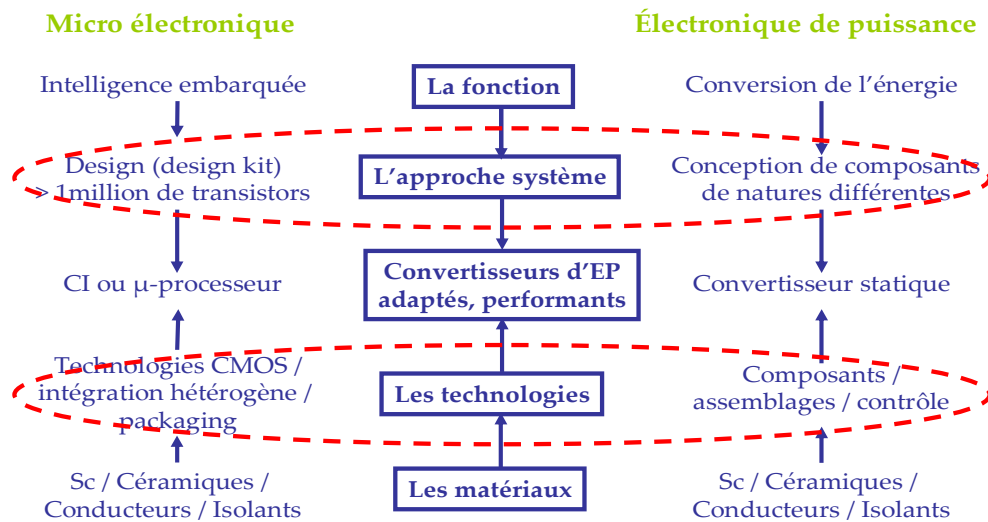 Micro électronique
Électronique de puissance
Intelligence embarquée
La fonction
Conversion de l'énergie
Design (design kit)
> 1million de transistors
L'approche système
Conception de composants
de natures différentes
CI ou µ-processeur
Convertisseurs d'EP
adaptés, performants
Convertisseur statique
Technologies CMOS /
intégration hétérogène /
packaging
Les technologies
Composants /
assemblages / contrôle
Sc / Céramiques /
Conducteurs / Isolants
Les matériaux
Sc / Céramiques /
Conducteurs / Isolants